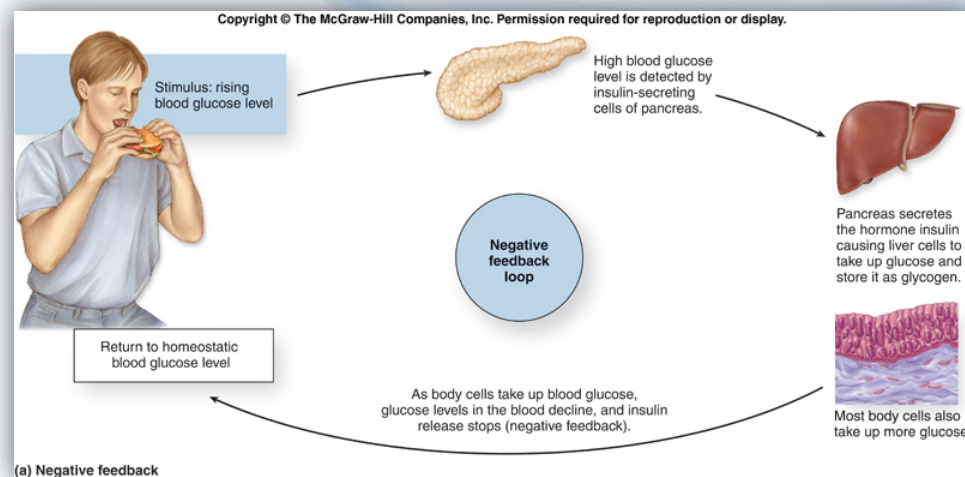 Copyright © The McGraw-Hill Companies, Inc. Permission required for reproduction or display.
Stimulus: rising
blood glucose level
High blood glucose
level is detected by
insulin-secreting
cells of pancreas.
Pancreas secretes
the hormone insulin
causing liver cells to
take up glucose and
store it as glycogen.
Negative
feedback
loop
Most body cells also
take up more glucose
As body cells take up blood glucose,
glucose levels in the blood decline, and insulin
release stops (negative feedback).
Return to homeostatic
blood glucose level
(a) Negative feedback